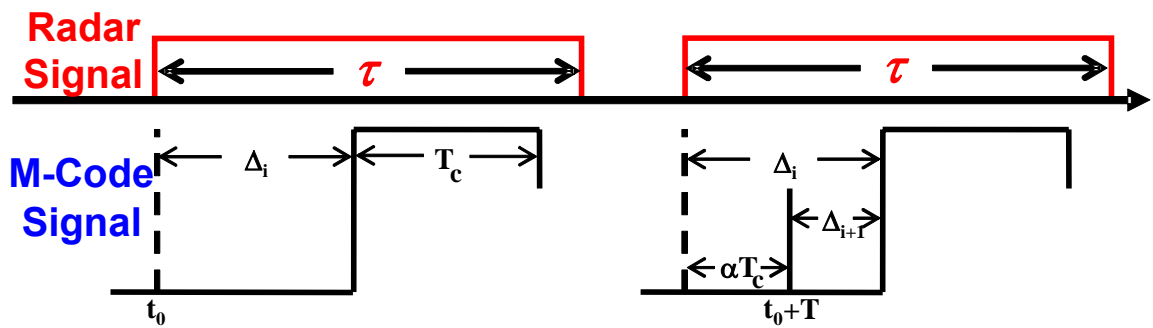 Radar
Signal
τ
τ
M-Code
Signal
Δi
Tc
Δi
Δi+1
αTc
t0
t0+T